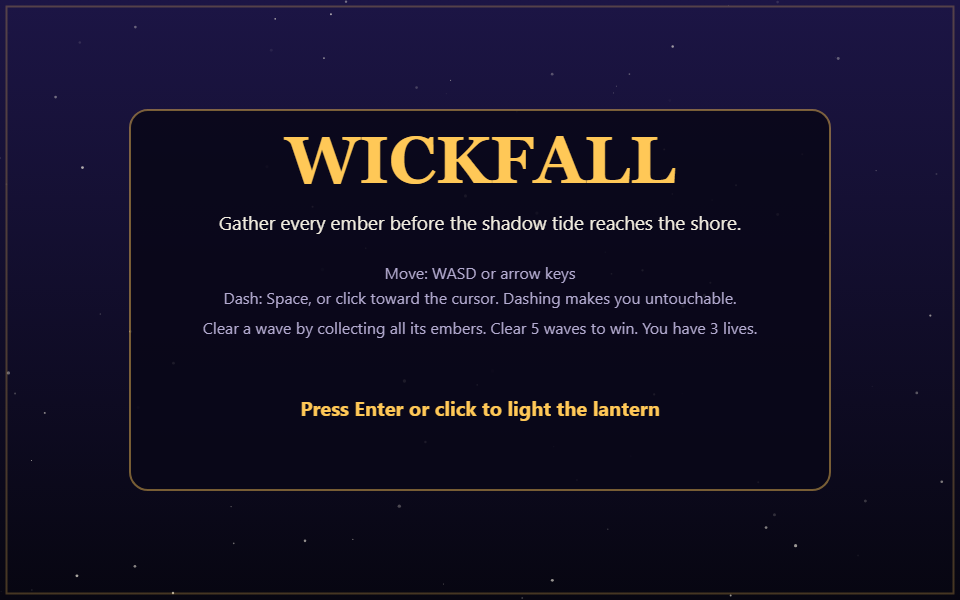 WICKFALL
Gather every ember before the shadow tide reaches the shore.
Move: WASD or arrow keys
Dash: Space, or click toward the cursor. Dashing makes you untouchable.
Clear a wave by collecting all its embers. Clear 5 waves to win. You have 3 lives.
Press Enter or click to light the lantern